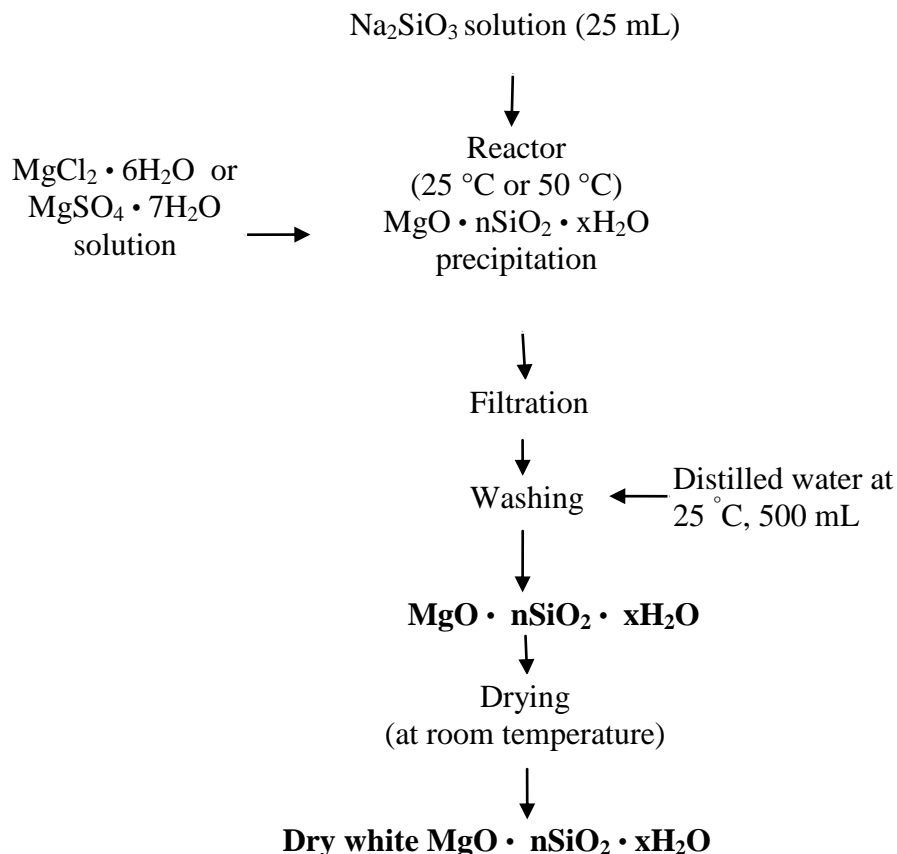 Na₂SiO₃ solution (25 mL)
MgCl₂ • 6H₂O or
MgSO₄ • 7H₂O
solution
Reactor
(25 °C or 50 °C)
MgO • nSiO₂ • xH₂O
precipitation
Filtration
Washing
Distilled water at
25 °C, 500 mL
MgO • nSiO₂ • xH₂O
Drying
(at room temperature)
Dry white MgO • nSiO₂ • xH₂O